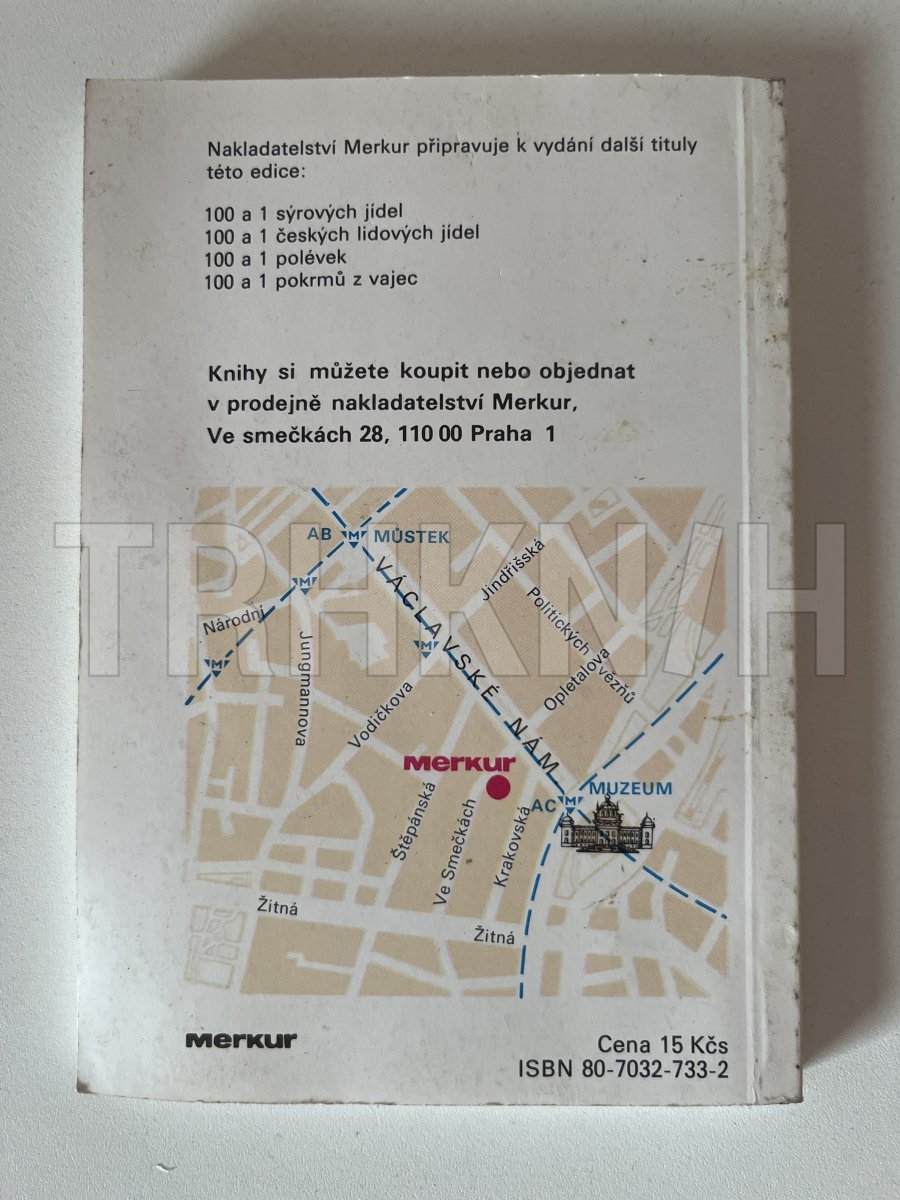 Nakladatelství Merkur připravuje k vydání další tituly
této edice:
100 a 1 sýrových jídel
100 a 1 českých lidových jídel
100 a 1 polévek
100 a 1 pokrmů z vajec
Knihy si můžete koupit nebo objednat
v prodejně nakladatelství Merkur,
Ve smečkách 28, 110 00 Praha 1
AB M MŮSTEK
TRHKNIH
VÁCLAVSKÉ NÁM.
Jindřišská
Politických vězňů
Opletalova
M
Národní
M
M
Jungmannova
Vodičkova
Merkur
AC M MUZEUM
Štěpánská
Ve Smečkách
Krakovská
Žitná
Žitná
Merkur
Cena 15 Kčs
ISBN 80-7032-733-2